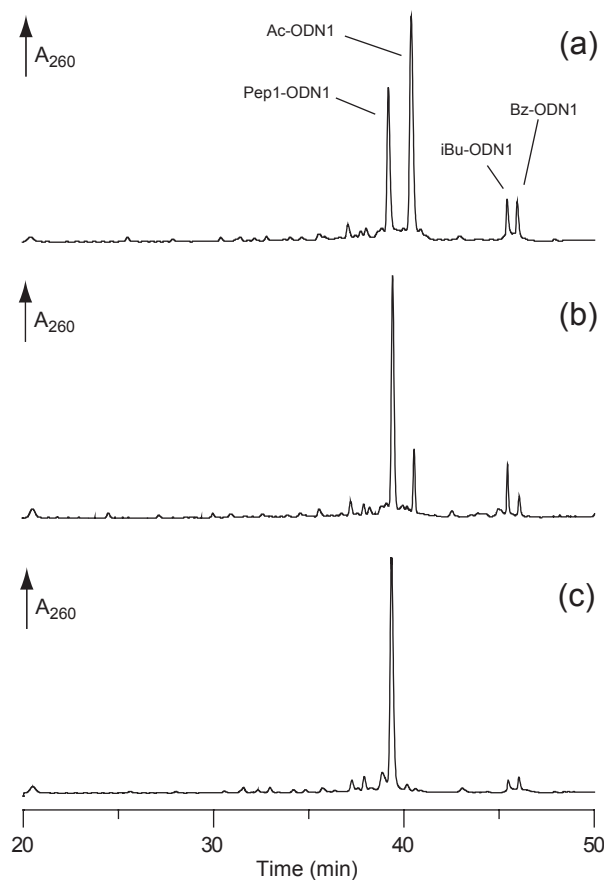 Ac-ODN1
(a)
A260
Pep1-ODN1
Bz-ODN1
iBu-ODN1
(b)
A260
(c)
A260
20 30 40 50
Time (min)